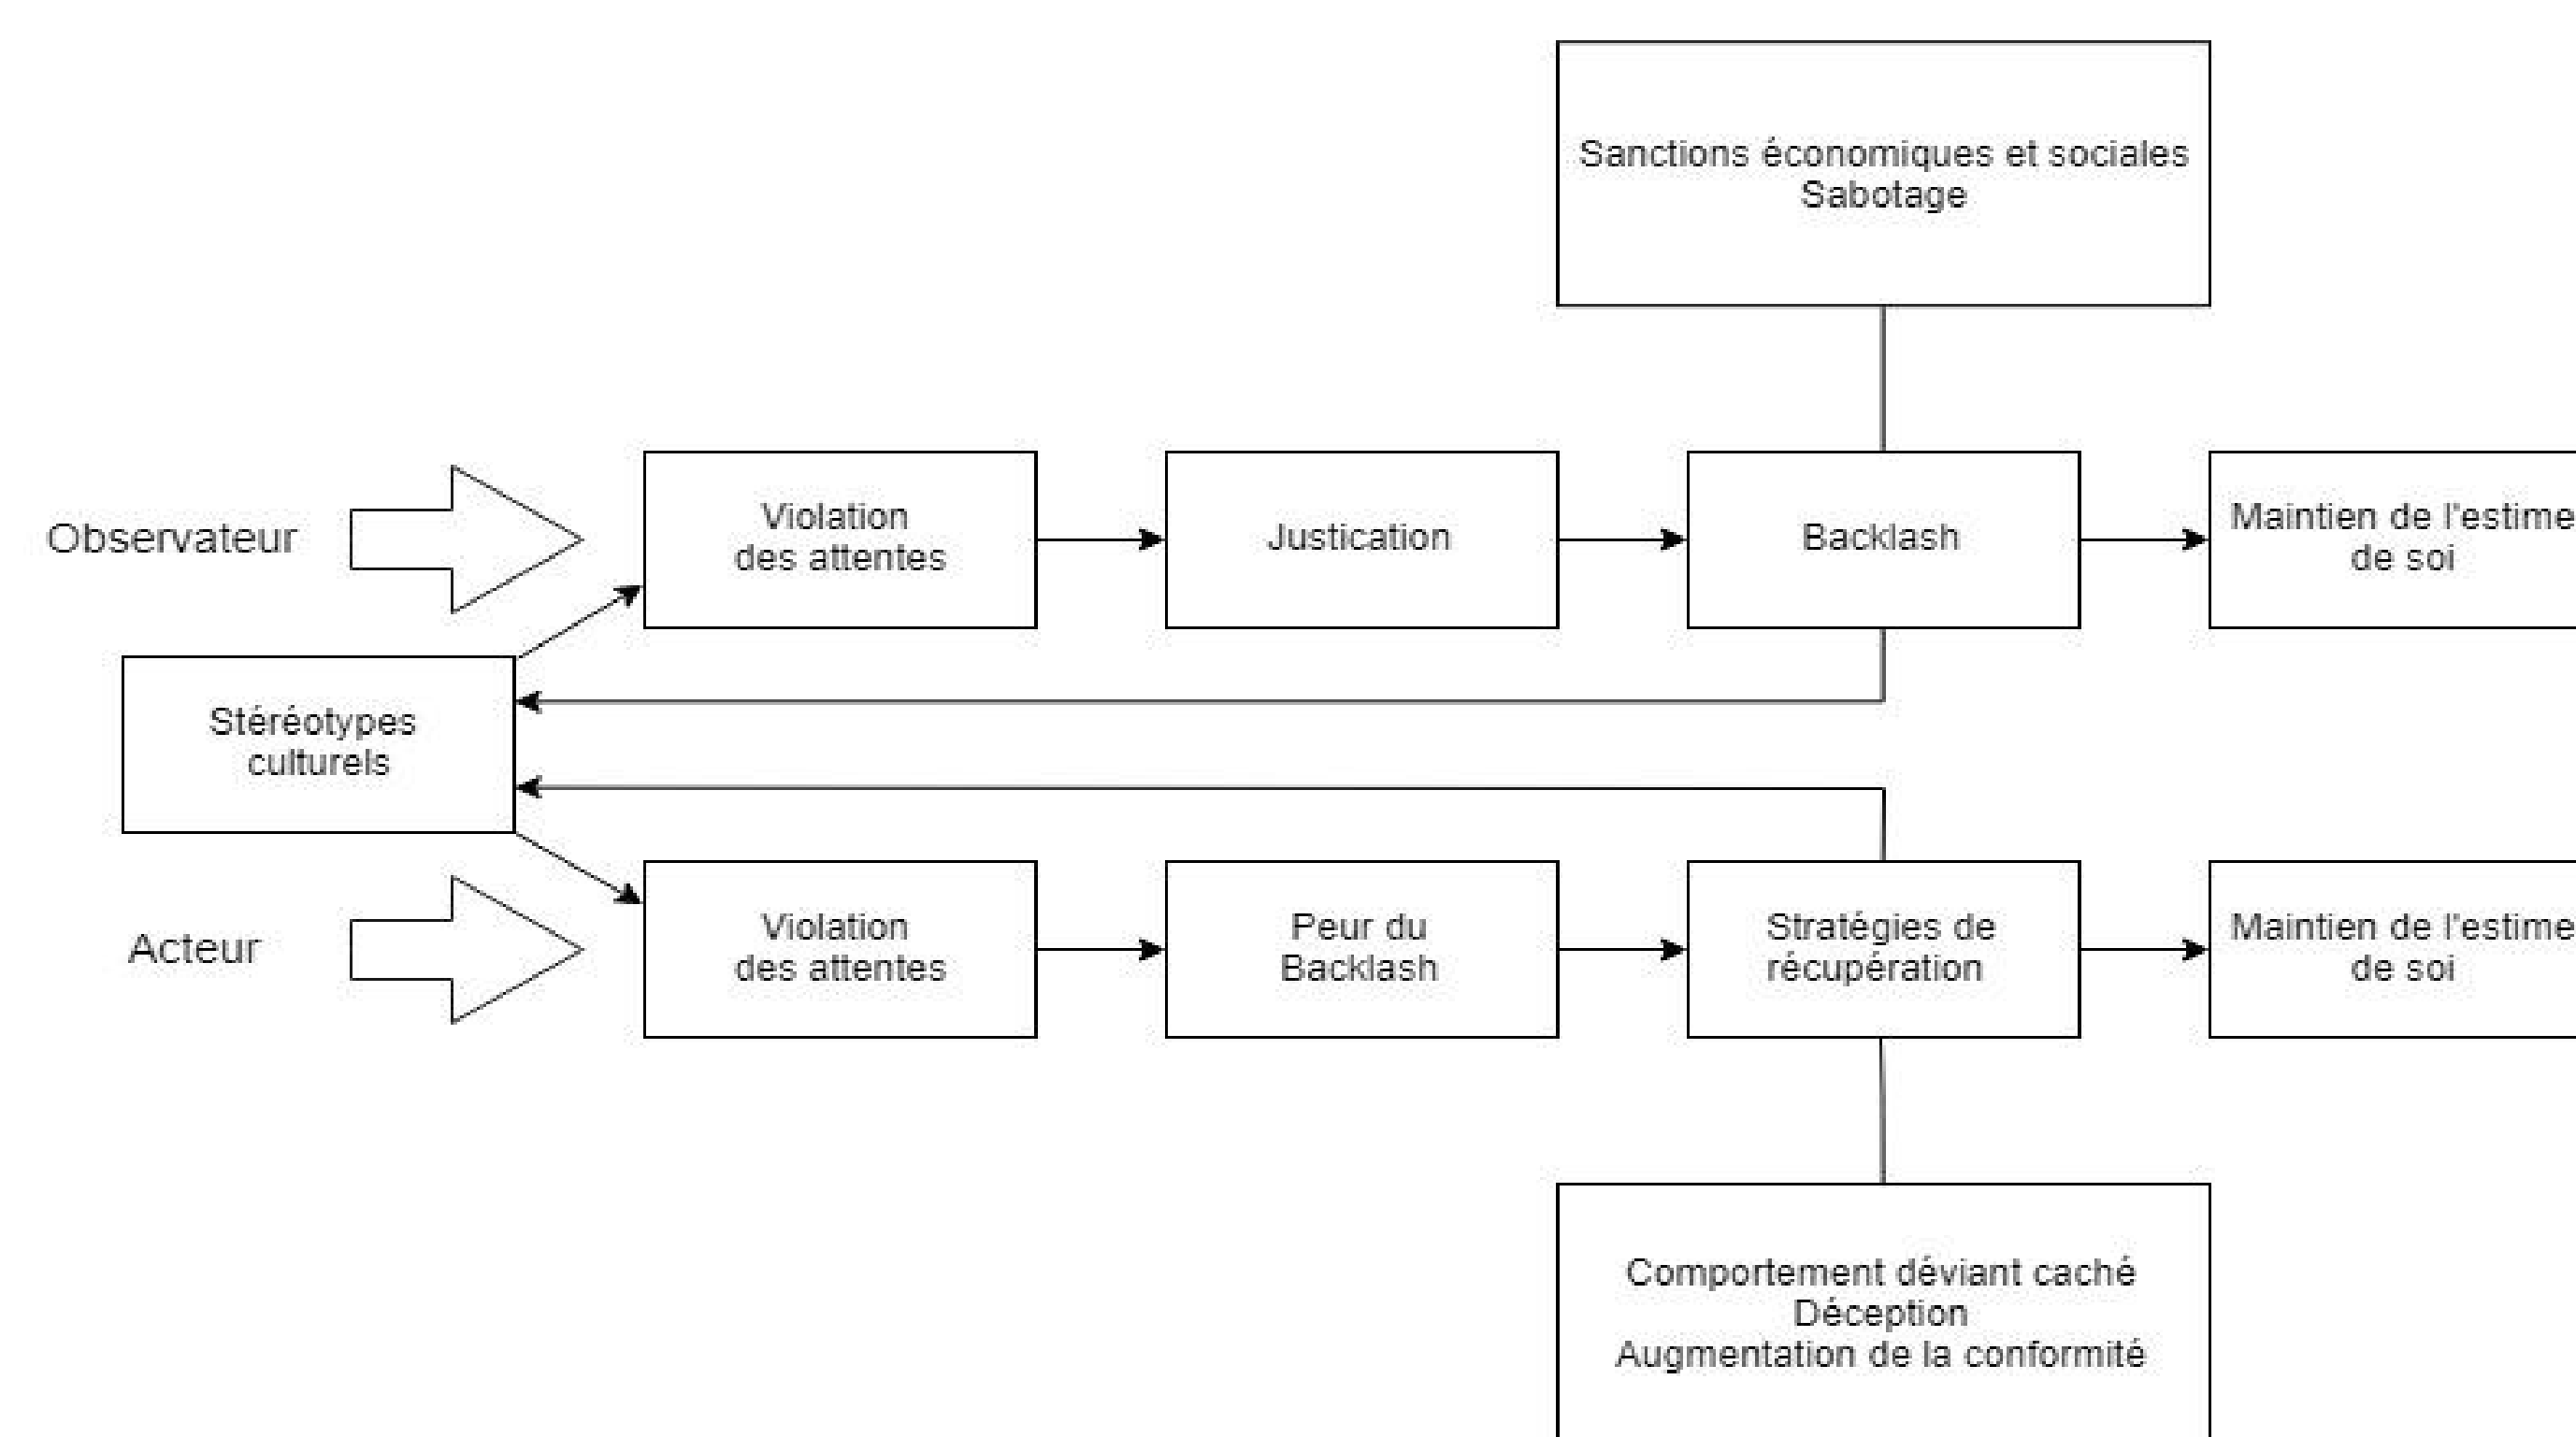 Sanctions économiques et sociales
Sabotage
Observateur
Violation
des attentes
Justication
Backlash
Maintien de l'estime
de soi
Stéréotypes
culturels
Acteur
Violation
des attentes
Peur du
Backlash
Stratégies de
récupération
Maintien de l'estime
de soi
Comportement déviant caché
Déception
Augmentation de la conformité